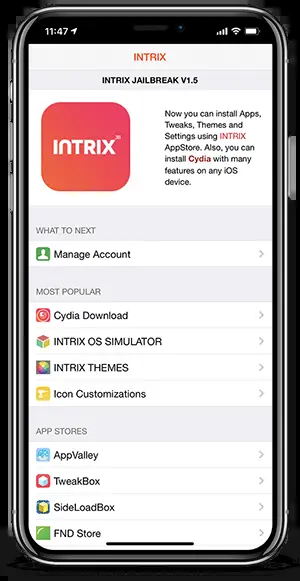 11:47
INTRIX
INTRIX JAILBREAK V1.5
INTRIX
Now you can install Apps,
Tweaks, Themes and
Settings using INTRIX
AppStore. Also, you can
install Cydia with many
features on any iOS
device.
WHAT TO NEXT
Manage Account
MOST POPULAR
Cydia Download
INTRIX OS SIMULATOR
INTRIX THEMES
Icon Customizations
APP STORES
AppValley
TweakBox
SideLoadBox
FND Store